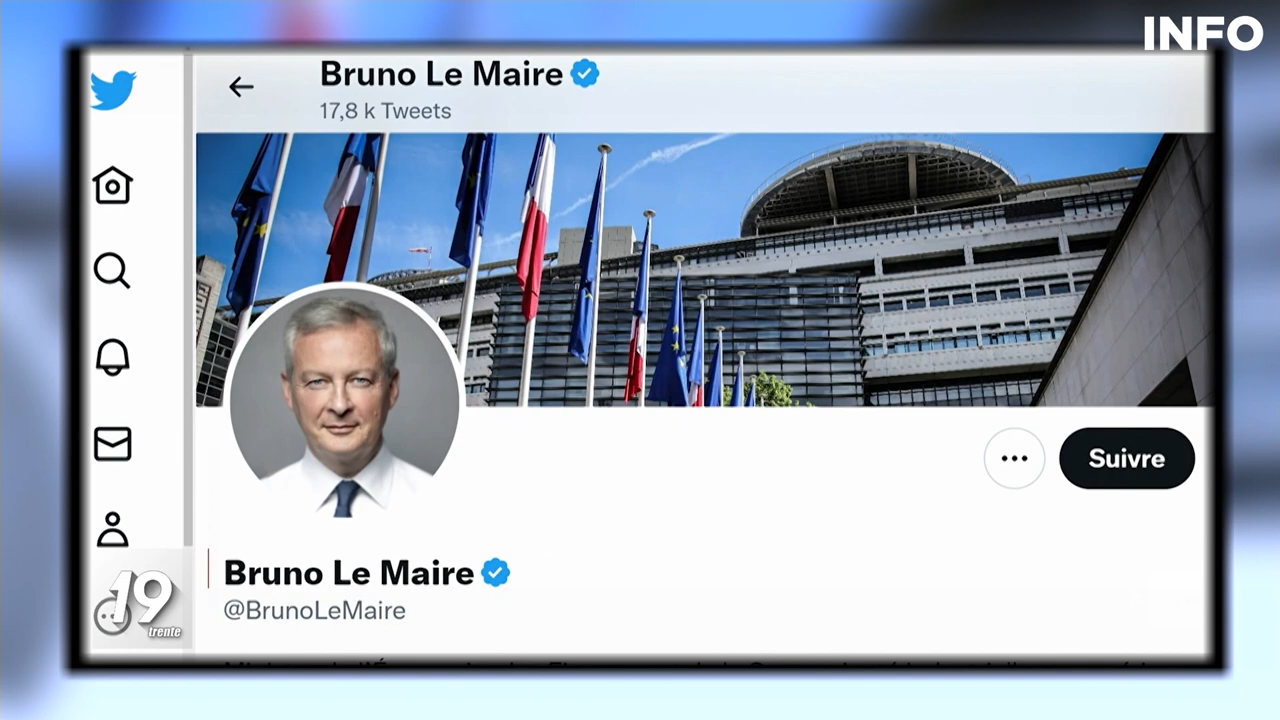 INFO
Bruno Le Maire
17,8 k Tweets
Suivre
Bruno Le Maire
@BrunoLeMaire
19
trente